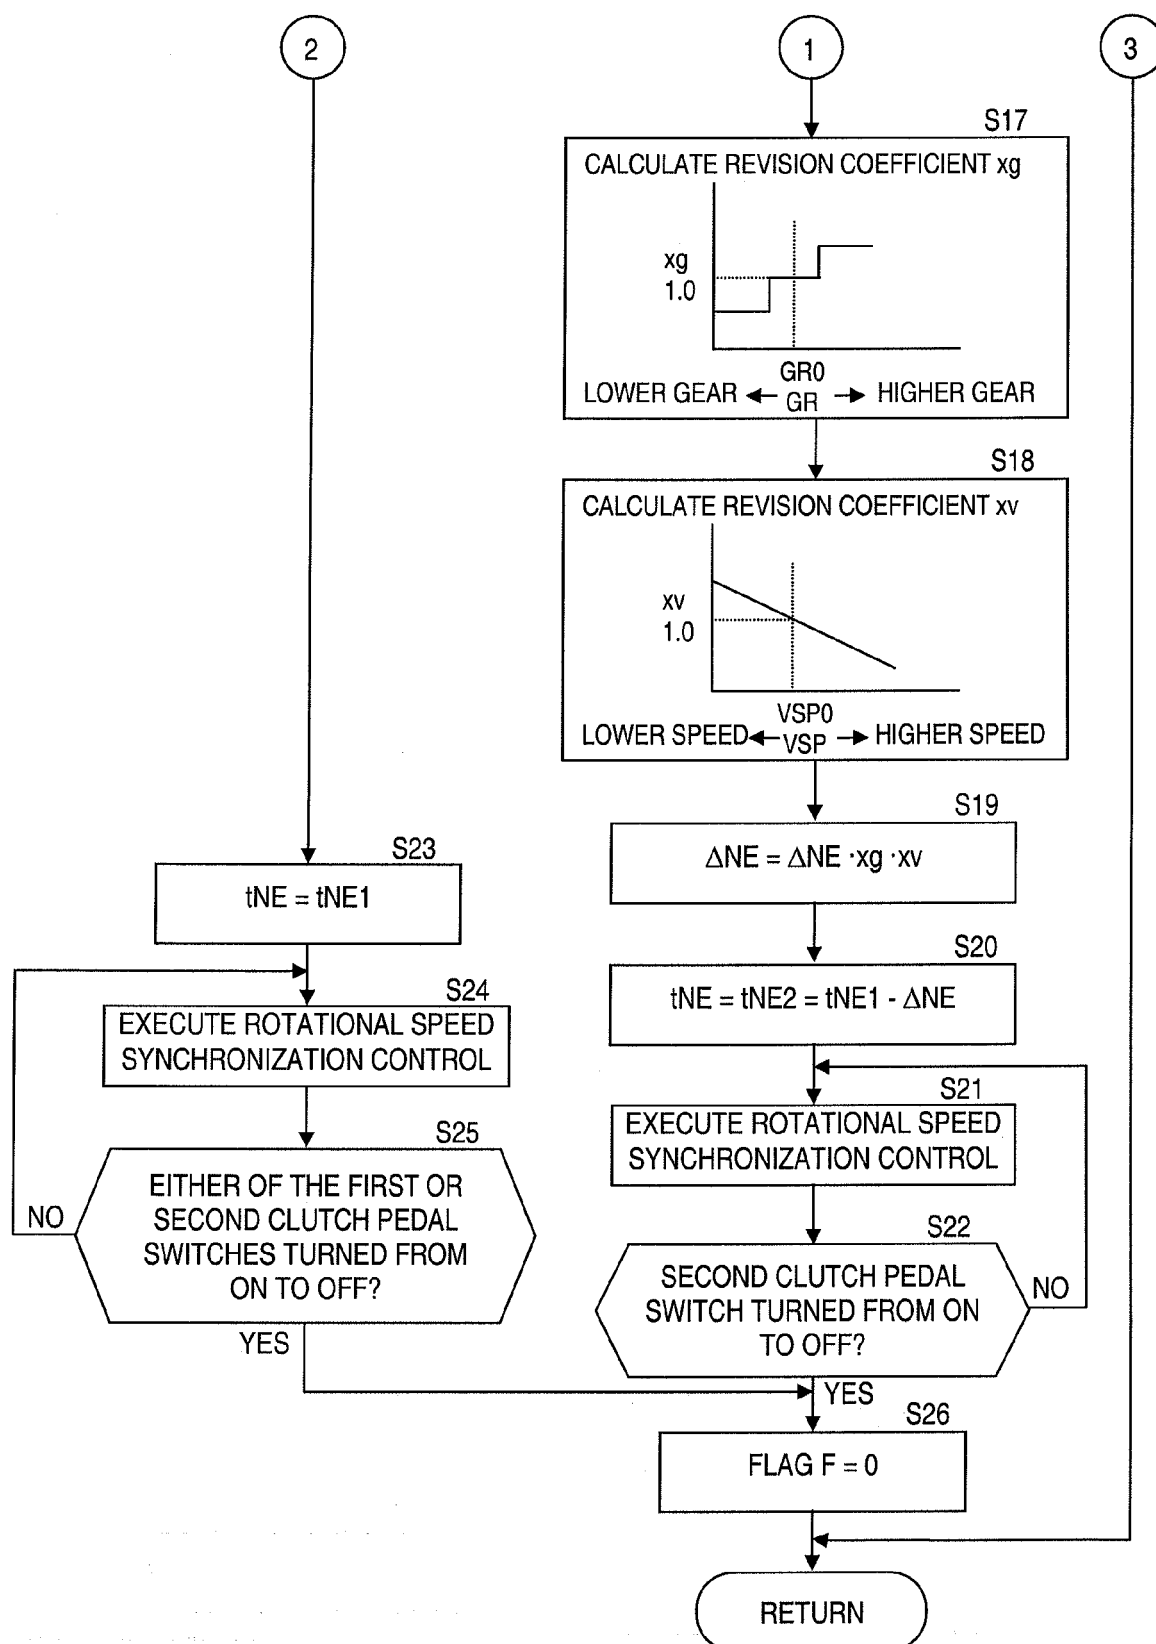 2
1
3
S17
CALCULATE REVISION COEFFICIENT xg
xg
1.0
GR0
LOWER GEAR GR HIGHER GEAR
S18
CALCULATE REVISION COEFFICIENT xv
xv
1.0
VSP0
LOWER SPEED VSP HIGHER SPEED
S19
ΔNE = ΔNE ·xg ·xv
S23
tNE = tNE1
S20
tNE = tNE2 = tNE1 - ΔNE
S24
EXECUTE ROTATIONAL SPEED
SYNCHRONIZATION CONTROL
S21
EXECUTE ROTATIONAL SPEED
SYNCHRONIZATION CONTROL
S25
EITHER OF THE FIRST OR
SECOND CLUTCH PEDAL
SWITCHES TURNED FROM
ON TO OFF?
NO
YES
S22
SECOND CLUTCH PEDAL
SWITCH TURNED FROM ON
TO OFF?
NO
YES
S26
FLAG F = 0
RETURN